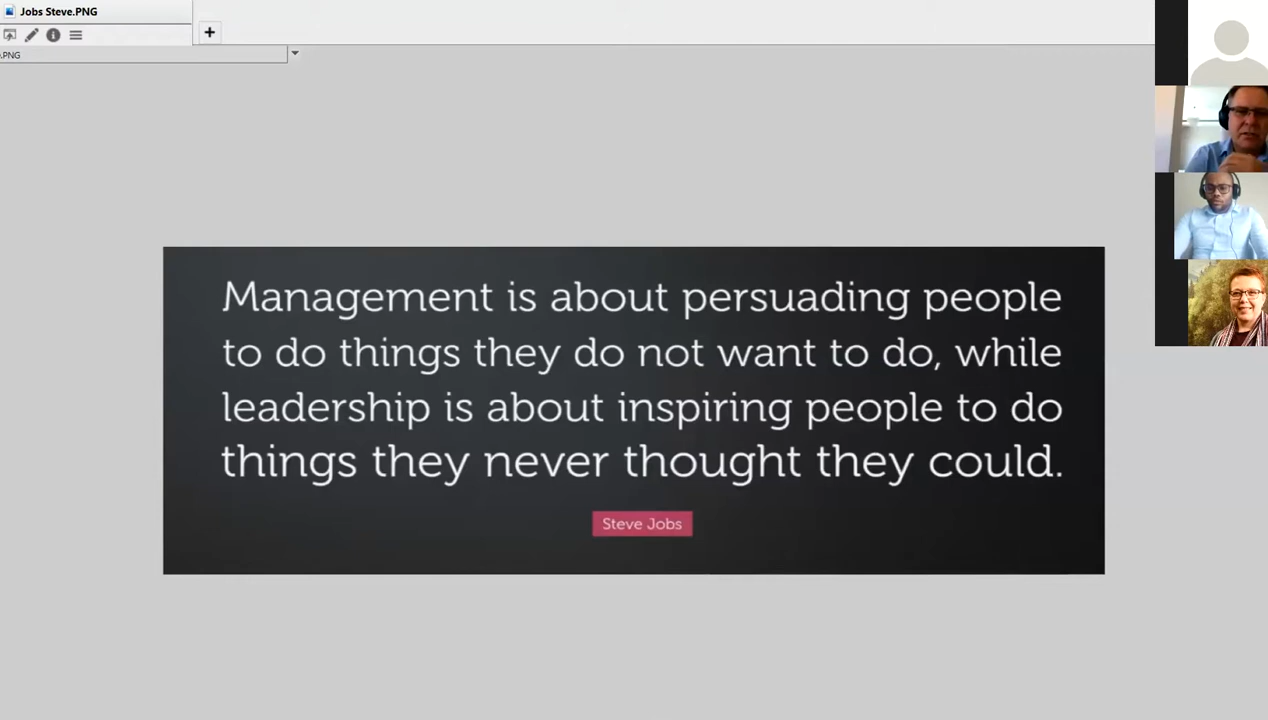 Jobs Steve.PNG
.PNG
Management is about persuading people
to do things they do not want to do, while
leadership is about inspiring people to do
things they never thought they could.
Steve Jobs